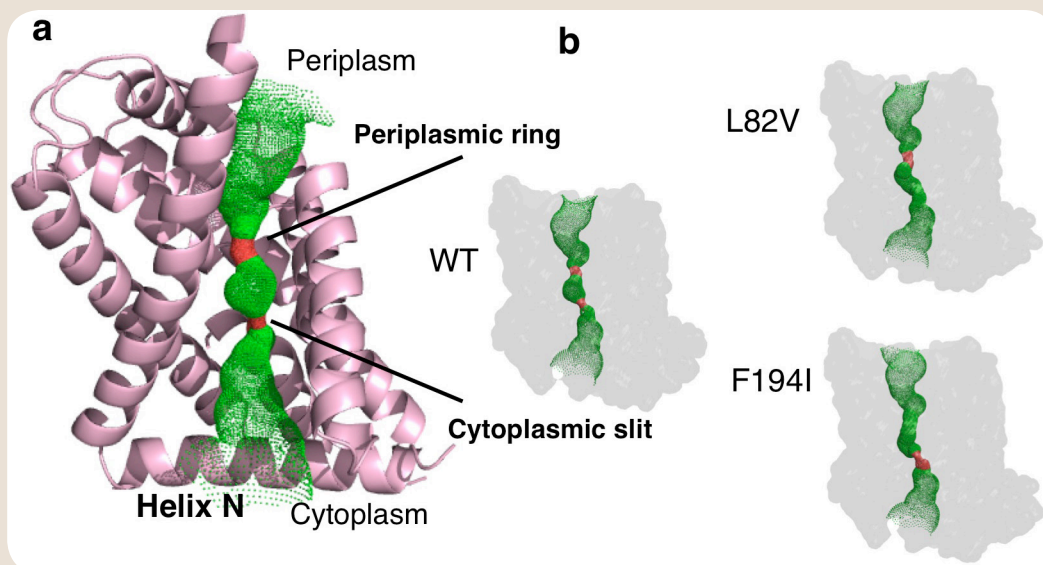 a
Periplasm
Periplasmic ring
Cytoplasmic slit
Helix N
Cytoplasm
b
WT
L82V
F194I